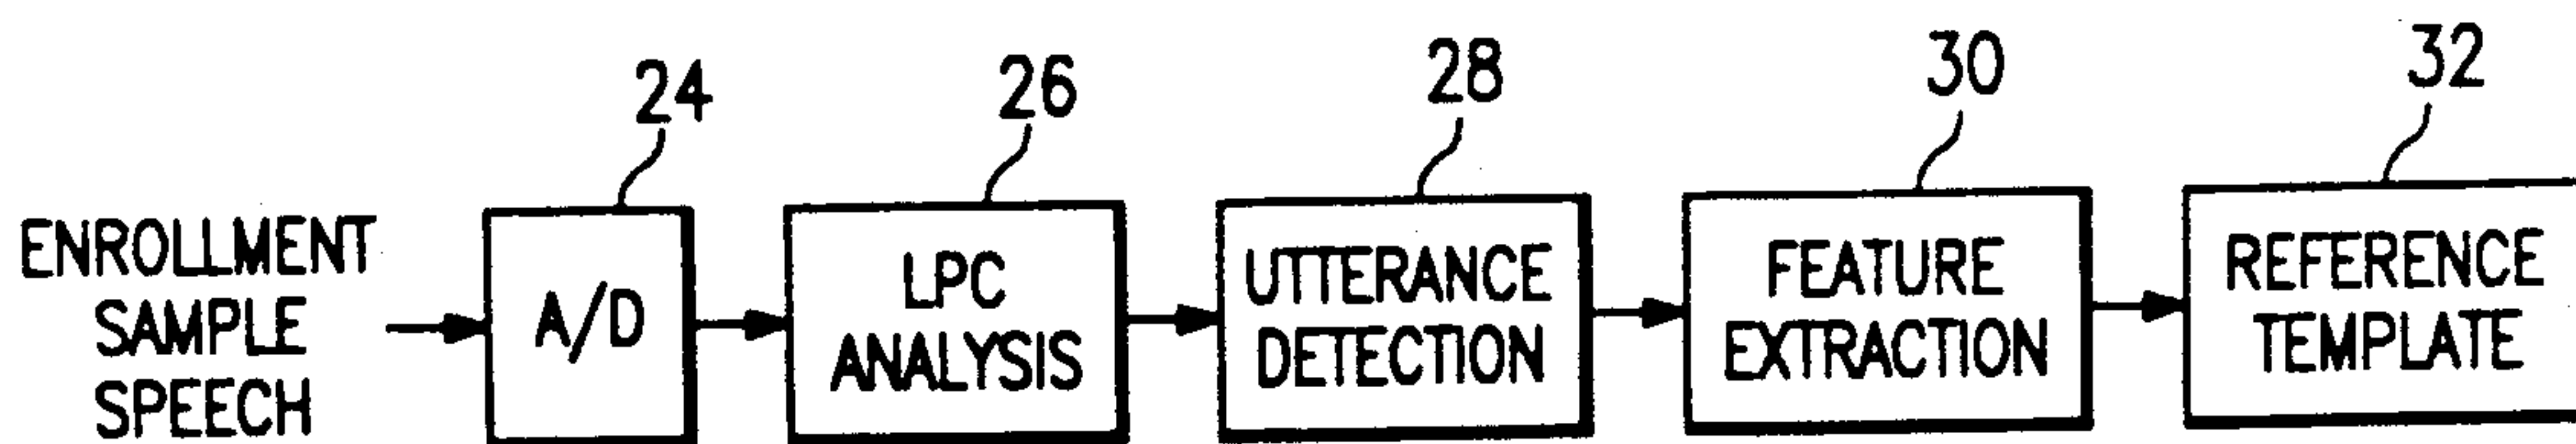 24
26
28
30
32
ENROLLMENT
SAMPLE
SPEECH
A/D
LPC
ANALYSIS
UTTERANCE
DETECTION
FEATURE
EXTRACTION
REFERENCE
TEMPLATE